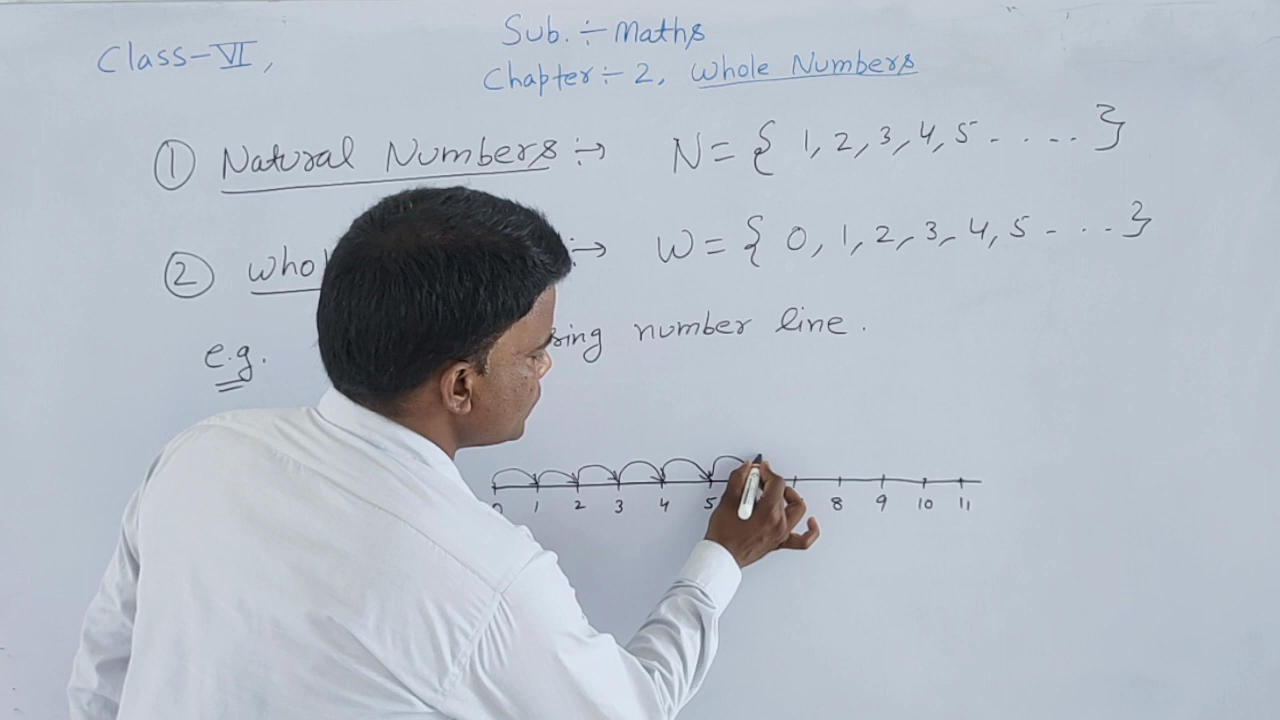 Class-VI,
Sub. :- Maths
Chapter :- 2, Whole Numbers
① Natural Numbers :→ N = { 1, 2, 3, 4, 5 - . . . . }
② :→ W = { 0, 1, 2, 3, 4, 5 - . . . }
e.g. number line.
1 2 3 4 5 8 9 10 11